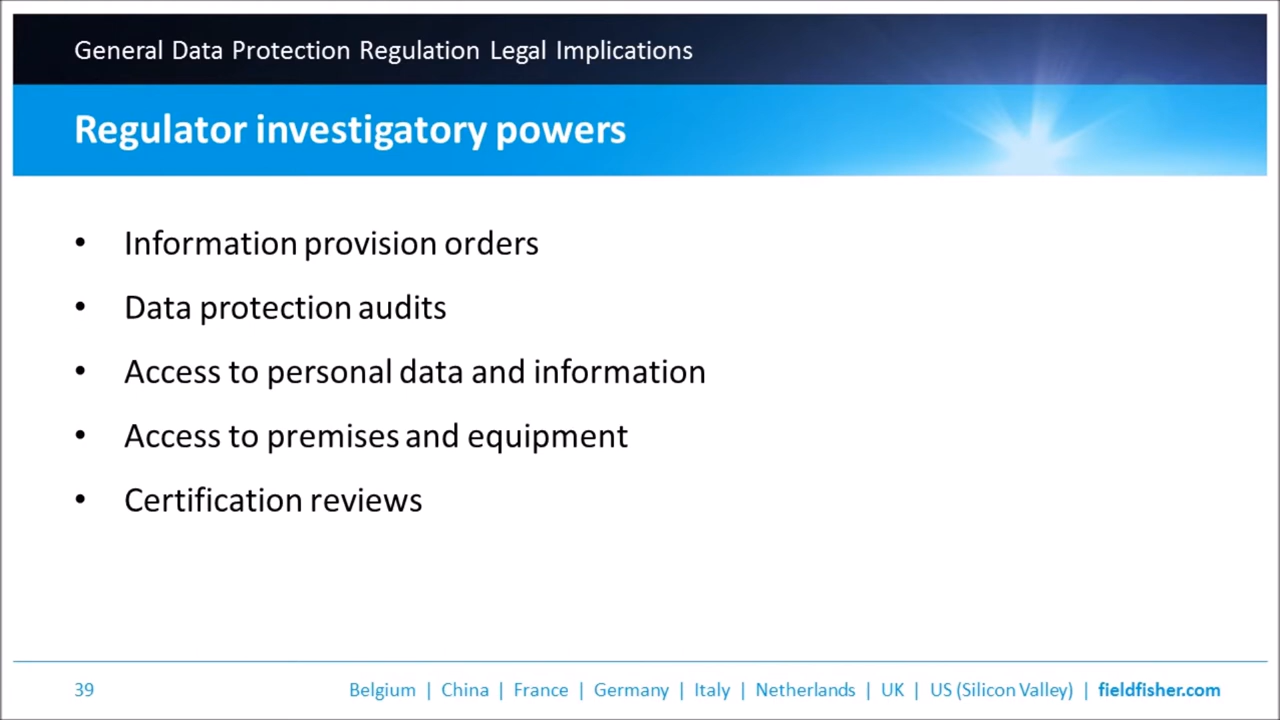 General Data Protection Regulation Legal Implications
Regulator investigatory powers
• Information provision orders
• Data protection audits
• Access to personal data and information
• Access to premises and equipment
• Certification reviews
39 Belgium | China | France | Germany | Italy | Netherlands | UK | US (Silicon Valley) | fieldfisher.com